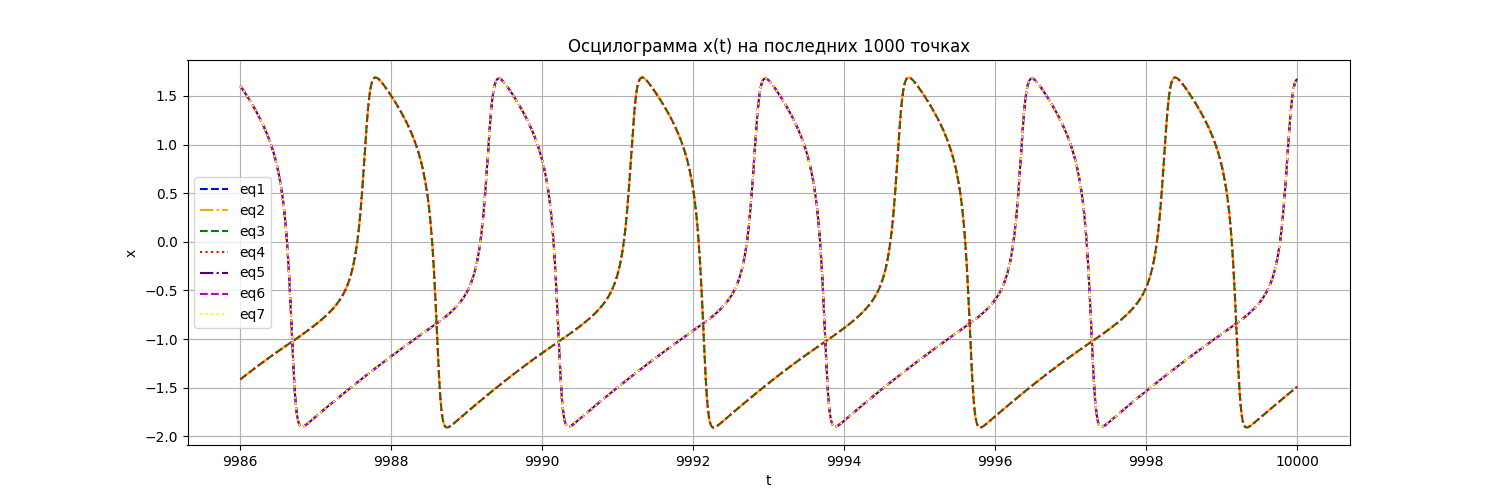 Осцилограмма x(t) на последних 1000 точках
x
1.5
1.0
0.5
0.0
−0.5
−1.0
−1.5
−2.0
eq1
eq2
eq3
eq4
eq5
eq6
eq7
9986
9988
9990
9992
9994
9996
9998
10000
t